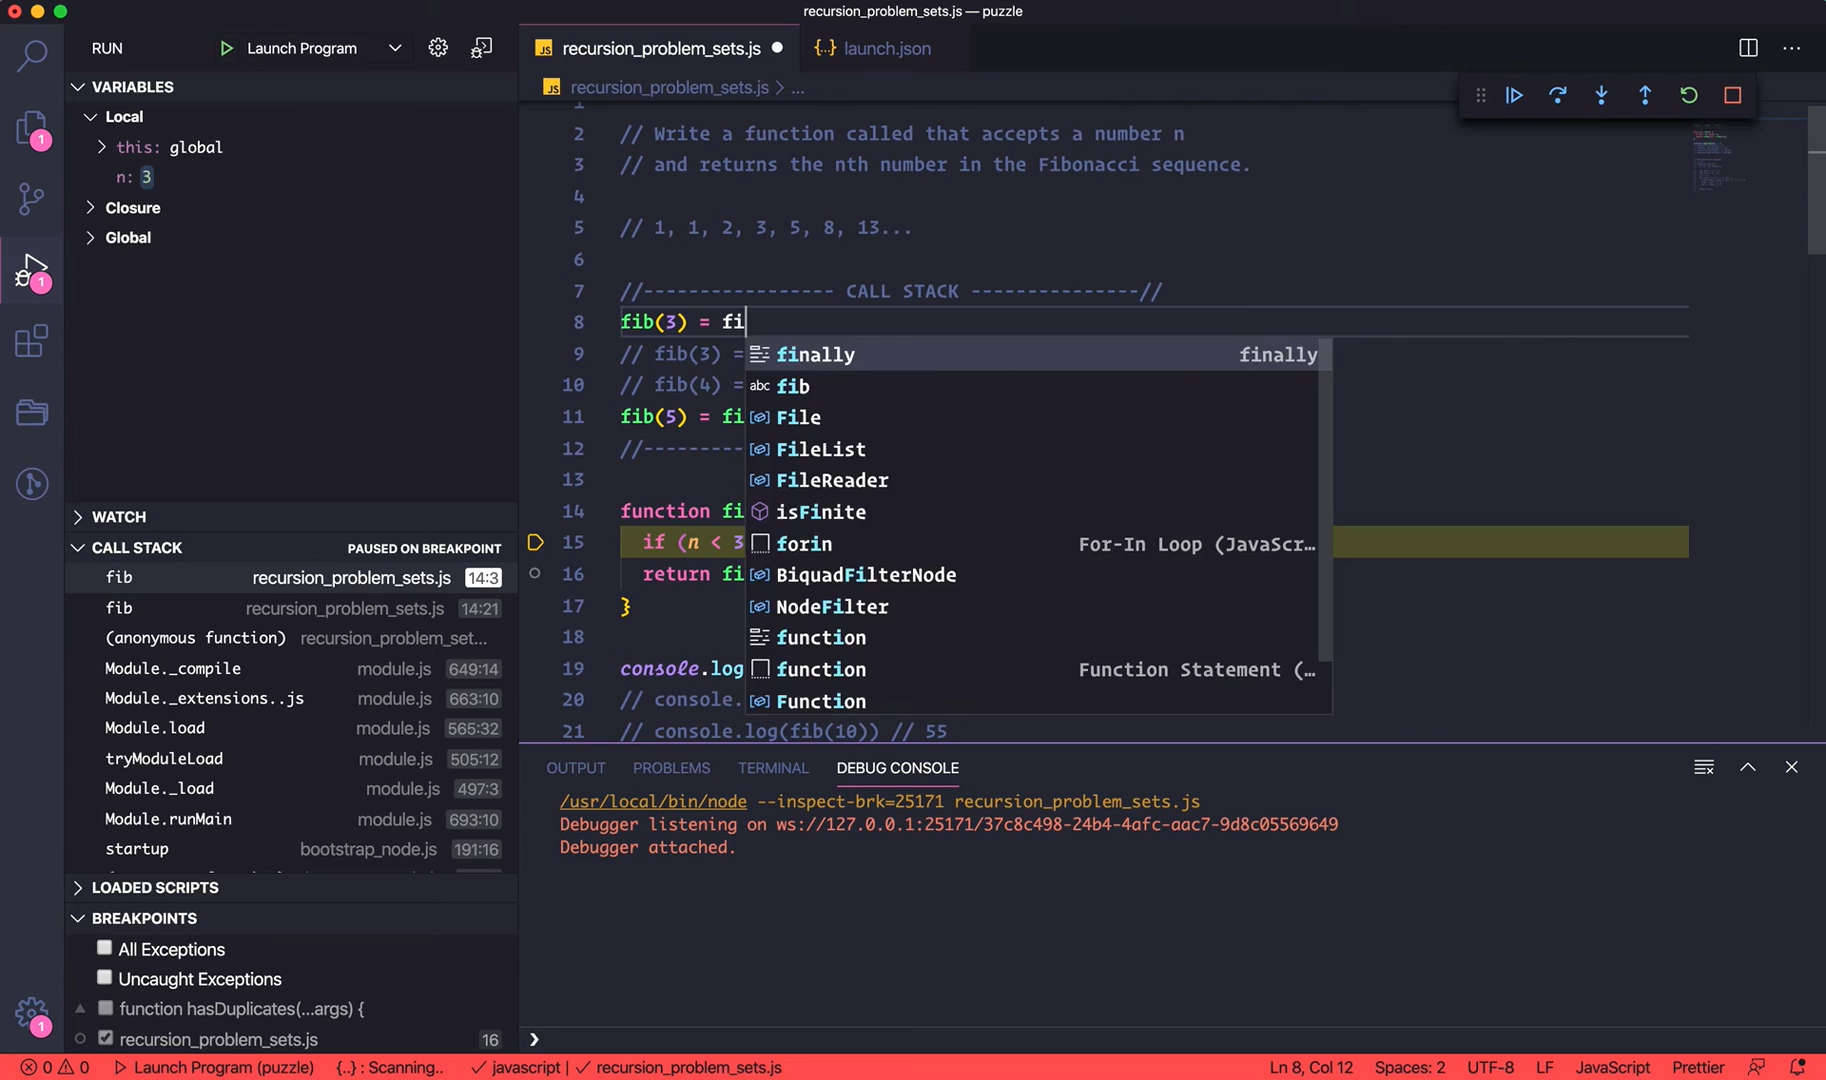 recursion_problem_sets.js — puzzle
RUN
Launch Program
JS recursion_problem_sets.js
{..} launch.json
VARIABLES
Local
this: global
n: 3
Closure
Global
WATCH
CALL STACK PAUSED ON BREAKPOINT
fib recursion_problem_sets.js 14:3
fib recursion_problem_sets.js 14:21
(anonymous function) recursion_problem_set...
Module._compile module.js 649:14
Module._extensions..js module.js 663:10
Module.load module.js 565:32
tryModuleLoad module.js 505:12
Module._load module.js 497:3
Module.runMain module.js 693:10
startup bootstrap_node.js 191:16
LOADED SCRIPTS
BREAKPOINTS
All Exceptions
Uncaught Exceptions
function hasDuplicates(...args) {
recursion_problem_sets.js 16
JS recursion_problem_sets.js > ...
1
2 // Write a function called that accepts a number n
3 // and returns the nth number in the Fibonacci sequence.
4
5 // 1, 1, 2, 3, 5, 8, 13...
6
7 //----------------- CALL STACK ---------------//
8 fib(3) = fi
9 // fib(3) =
10 // fib(4) =
11 fib(5) = fi
12 //---------
13
14 function fi
15 if (n < 3
16 return fi
17 }
18
19 console.log
20 // console.
21 // console.log(fib(10)) // 55
finally finally
abc fib
File
FileList
FileReader
isFinite
forin For-In Loop (JavaScr...
BiquadFilterNode
NodeFilter
function
function Function Statement (...
Function
OUTPUT PROBLEMS TERMINAL DEBUG CONSOLE
/usr/local/bin/node --inspect-brk=25171 recursion_problem_sets.js
Debugger listening on ws://127.0.0.1:25171/37c8c498-24b4-4afc-aac7-9d8c05569649
Debugger attached.
1
1
1
0 0 Launch Program (puzzle) {..} : Scanning.. javascript | recursion_problem_sets.js Ln 8, Col 12 Spaces: 2 UTF-8 LF JavaScript Prettier